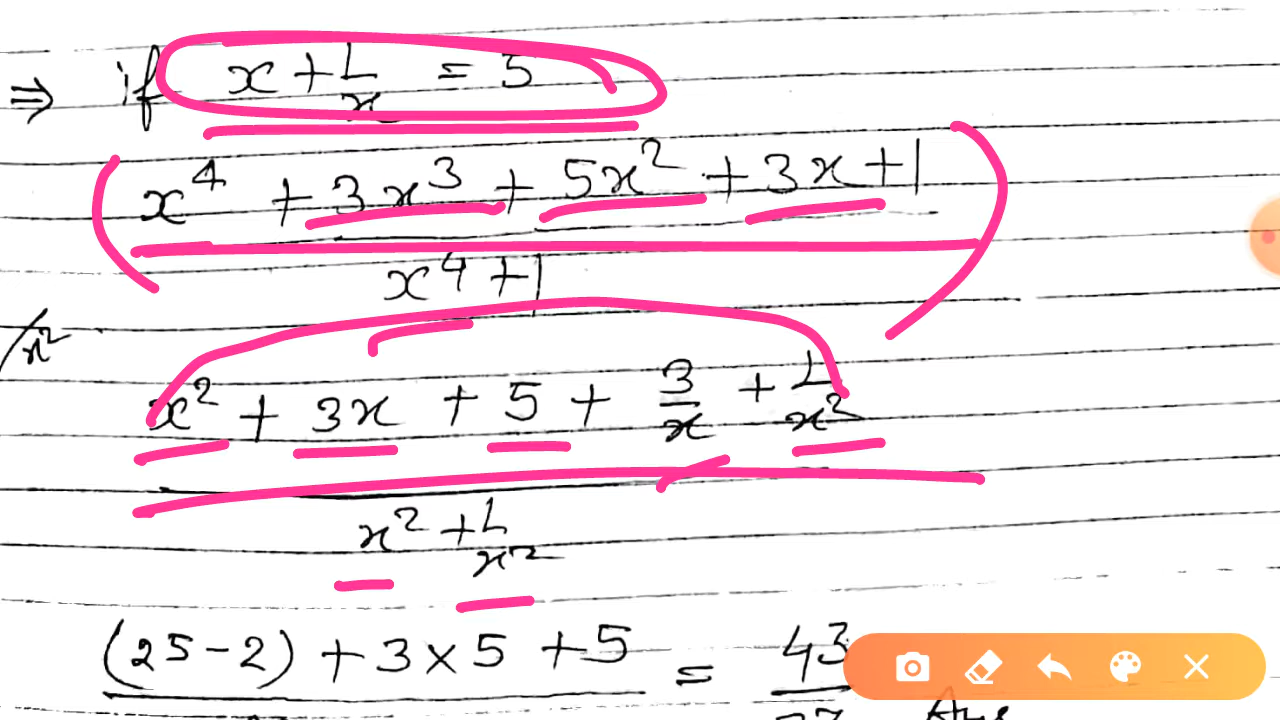 ⇒ if x + 1/x = 5
x⁴ + 3x³ + 5x² + 3x + 1
x⁴ + 1
/x²
x² + 3x + 5 + 3/x + 1/x²
x² + 1/x²
(25 - 2) + 3 × 5 + 5 = 43